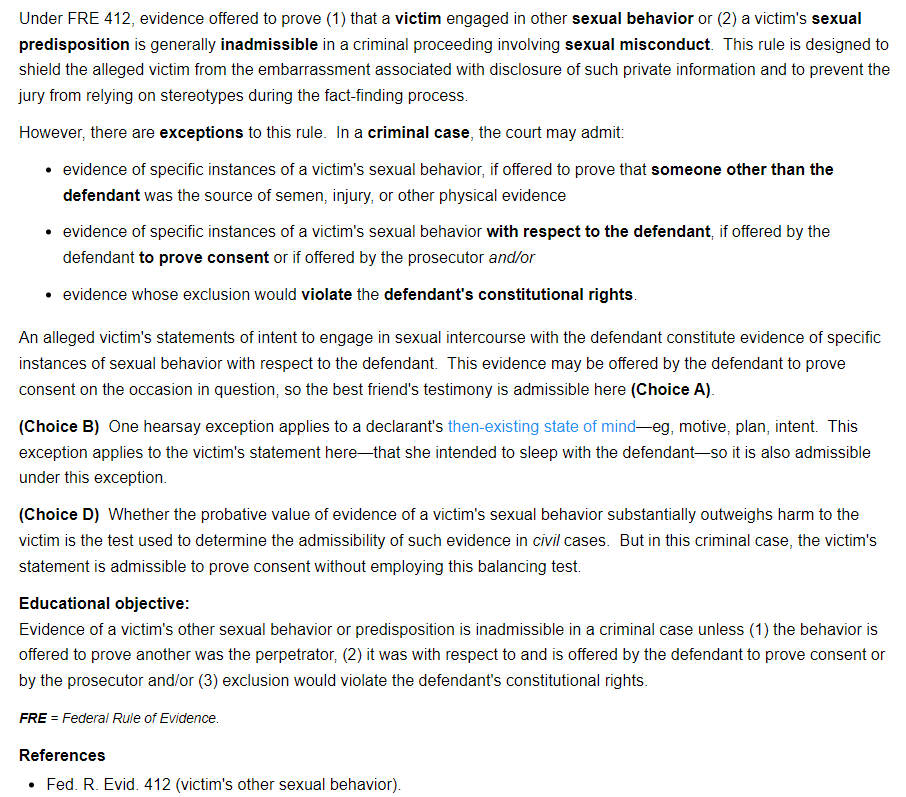 Under FRE 412, evidence offered to prove (1) that a victim engaged in other sexual behavior or (2) a victim's sexual
predisposition is generally inadmissible in a criminal proceeding involving sexual misconduct.  This rule is designed to
shield the alleged victim from the embarrassment associated with disclosure of such private information and to prevent the
jury from relying on stereotypes during the fact-finding process.
However, there are exceptions to this rule.  In a criminal case, the court may admit:
• evidence of specific instances of a victim's sexual behavior, if offered to prove that someone other than the
defendant was the source of semen, injury, or other physical evidence
• evidence of specific instances of a victim's sexual behavior with respect to the defendant, if offered by the
defendant to prove consent or if offered by the prosecutor and/or
• evidence whose exclusion would violate the defendant's constitutional rights.
An alleged victim's statements of intent to engage in sexual intercourse with the defendant constitute evidence of specific
instances of sexual behavior with respect to the defendant.  This evidence may be offered by the defendant to prove
consent on the occasion in question, so the best friend's testimony is admissible here (Choice A).
(Choice B)  One hearsay exception applies to a declarant's then-existing state of mind—eg, motive, plan, intent.  This
exception applies to the victim's statement here—that she intended to sleep with the defendant—so it is also admissible
under this exception.
(Choice D)  Whether the probative value of evidence of a victim's sexual behavior substantially outweighs harm to the
victim is the test used to determine the admissibility of such evidence in civil cases.  But in this criminal case, the victim's
statement is admissible to prove consent without employing this balancing test.
Educational objective:
Evidence of a victim's other sexual behavior or predisposition is inadmissible in a criminal case unless (1) the behavior is
offered to prove another was the perpetrator, (2) it was with respect to and is offered by the defendant to prove consent or
by the prosecutor and/or (3) exclusion would violate the defendant's constitutional rights.
FRE = Federal Rule of Evidence.
References
• Fed. R. Evid. 412 (victim's other sexual behavior).